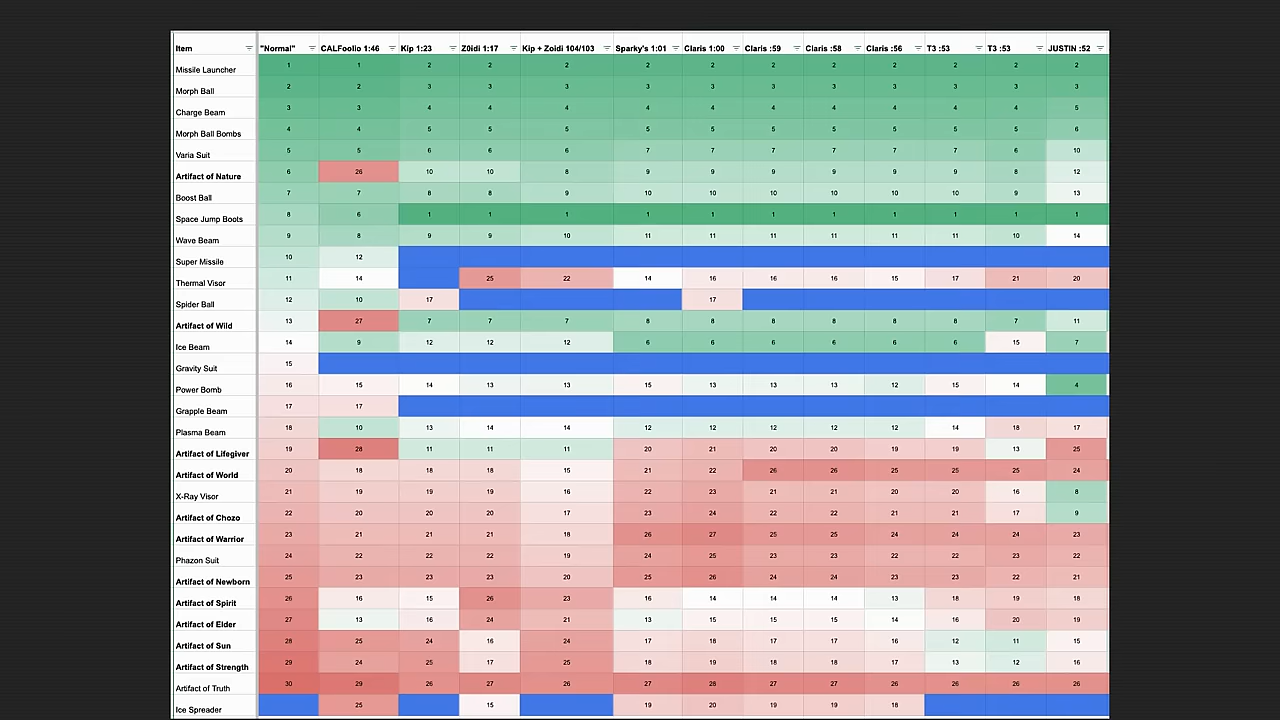 Item "Normal" CALFoolio 1:46 Kip 1:23 Z0idi 1:17 Kip + Zoidi 104/103 Sparky's 1:01 Claris 1:00 Claris :59 Claris :58 Claris :56 T3 :53 T3 :53 JUSTIN :52
Missile Launcher 1 1 2 2 2 2 2 2 2 2 2 2 2
Morph Ball 2 2 3 3 3 3 3 3 3 3 3 3 3
Charge Beam 3 3 4 4 4 4 4 4 4 4 4 4 5
Morph Ball Bombs 4 4 5 5 5 5 5 5 5 5 5 5 6
Varia Suit 5 5 6 6 6 7 7 7 7 7 7 6 10
Artifact of Nature 6 26 10 10 8 9 9 9 9 9 9 8 12
Boost Ball 7 7 8 8 9 10 10 10 10 10 10 9 13
Space Jump Boots 8 6 1 1 1 1 1 1 1 1 1 1 1
Wave Beam 9 8 9 9 10 11 11 11 11 11 11 10 14
Super Missile 10 12
Thermal Visor 11 14 25 22 14 16 16 16 15 17 21 20
Spider Ball 12 10 17 17
Artifact of Wild 13 27 7 7 7 8 8 8 8 8 8 7 11
Ice Beam 14 9 12 12 12 6 6 6 6 6 6 15 7
Gravity Suit 15
Power Bomb 16 15 14 13 13 15 13 13 13 12 15 14 4
Grapple Beam 17 17
Plasma Beam 18 10 13 14 14 12 12 12 12 12 14 18 17
Artifact of Lifegiver 19 28 11 11 11 20 21 20 20 19 19 13 25
Artifact of World 20 18 18 18 15 21 22 26 26 25 25 25 24
X-Ray Visor 21 19 19 19 16 22 23 21 21 20 20 16 8
Artifact of Chozo 22 20 20 20 17 23 24 22 22 21 21 17 9
Artifact of Warrior 23 21 21 21 18 26 27 25 25 24 24 24 23
Phazon Suit 24 22 22 22 19 24 25 23 23 22 22 23 22
Artifact of Newborn 25 23 23 23 20 25 26 24 24 23 23 22 21
Artifact of Spirit 26 16 15 26 23 16 14 14 14 13 18 19 18
Artifact of Elder 27 13 16 24 21 13 15 15 15 14 16 20 19
Artifact of Sun 28 25 24 16 24 17 18 17 17 16 12 11 15
Artifact of Strength 29 24 25 17 25 18 19 18 18 17 13 12 16
Artifact of Truth 30 29 26 27 26 27 28 27 27 26 26 26 26
Ice Spreader 25 15 19 20 19 19 18